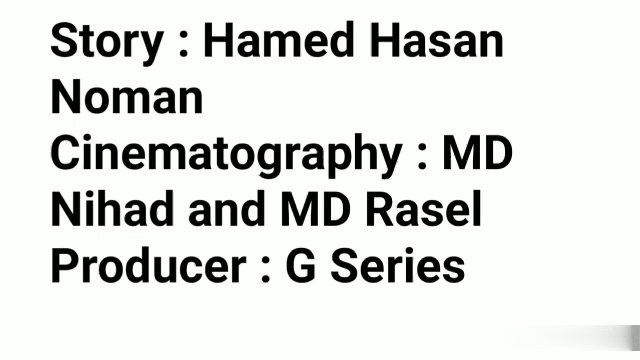 Story : Hamed Hasan
Noman
Cinematography : MD
Nihad and MD Rasel
Producer : G Series